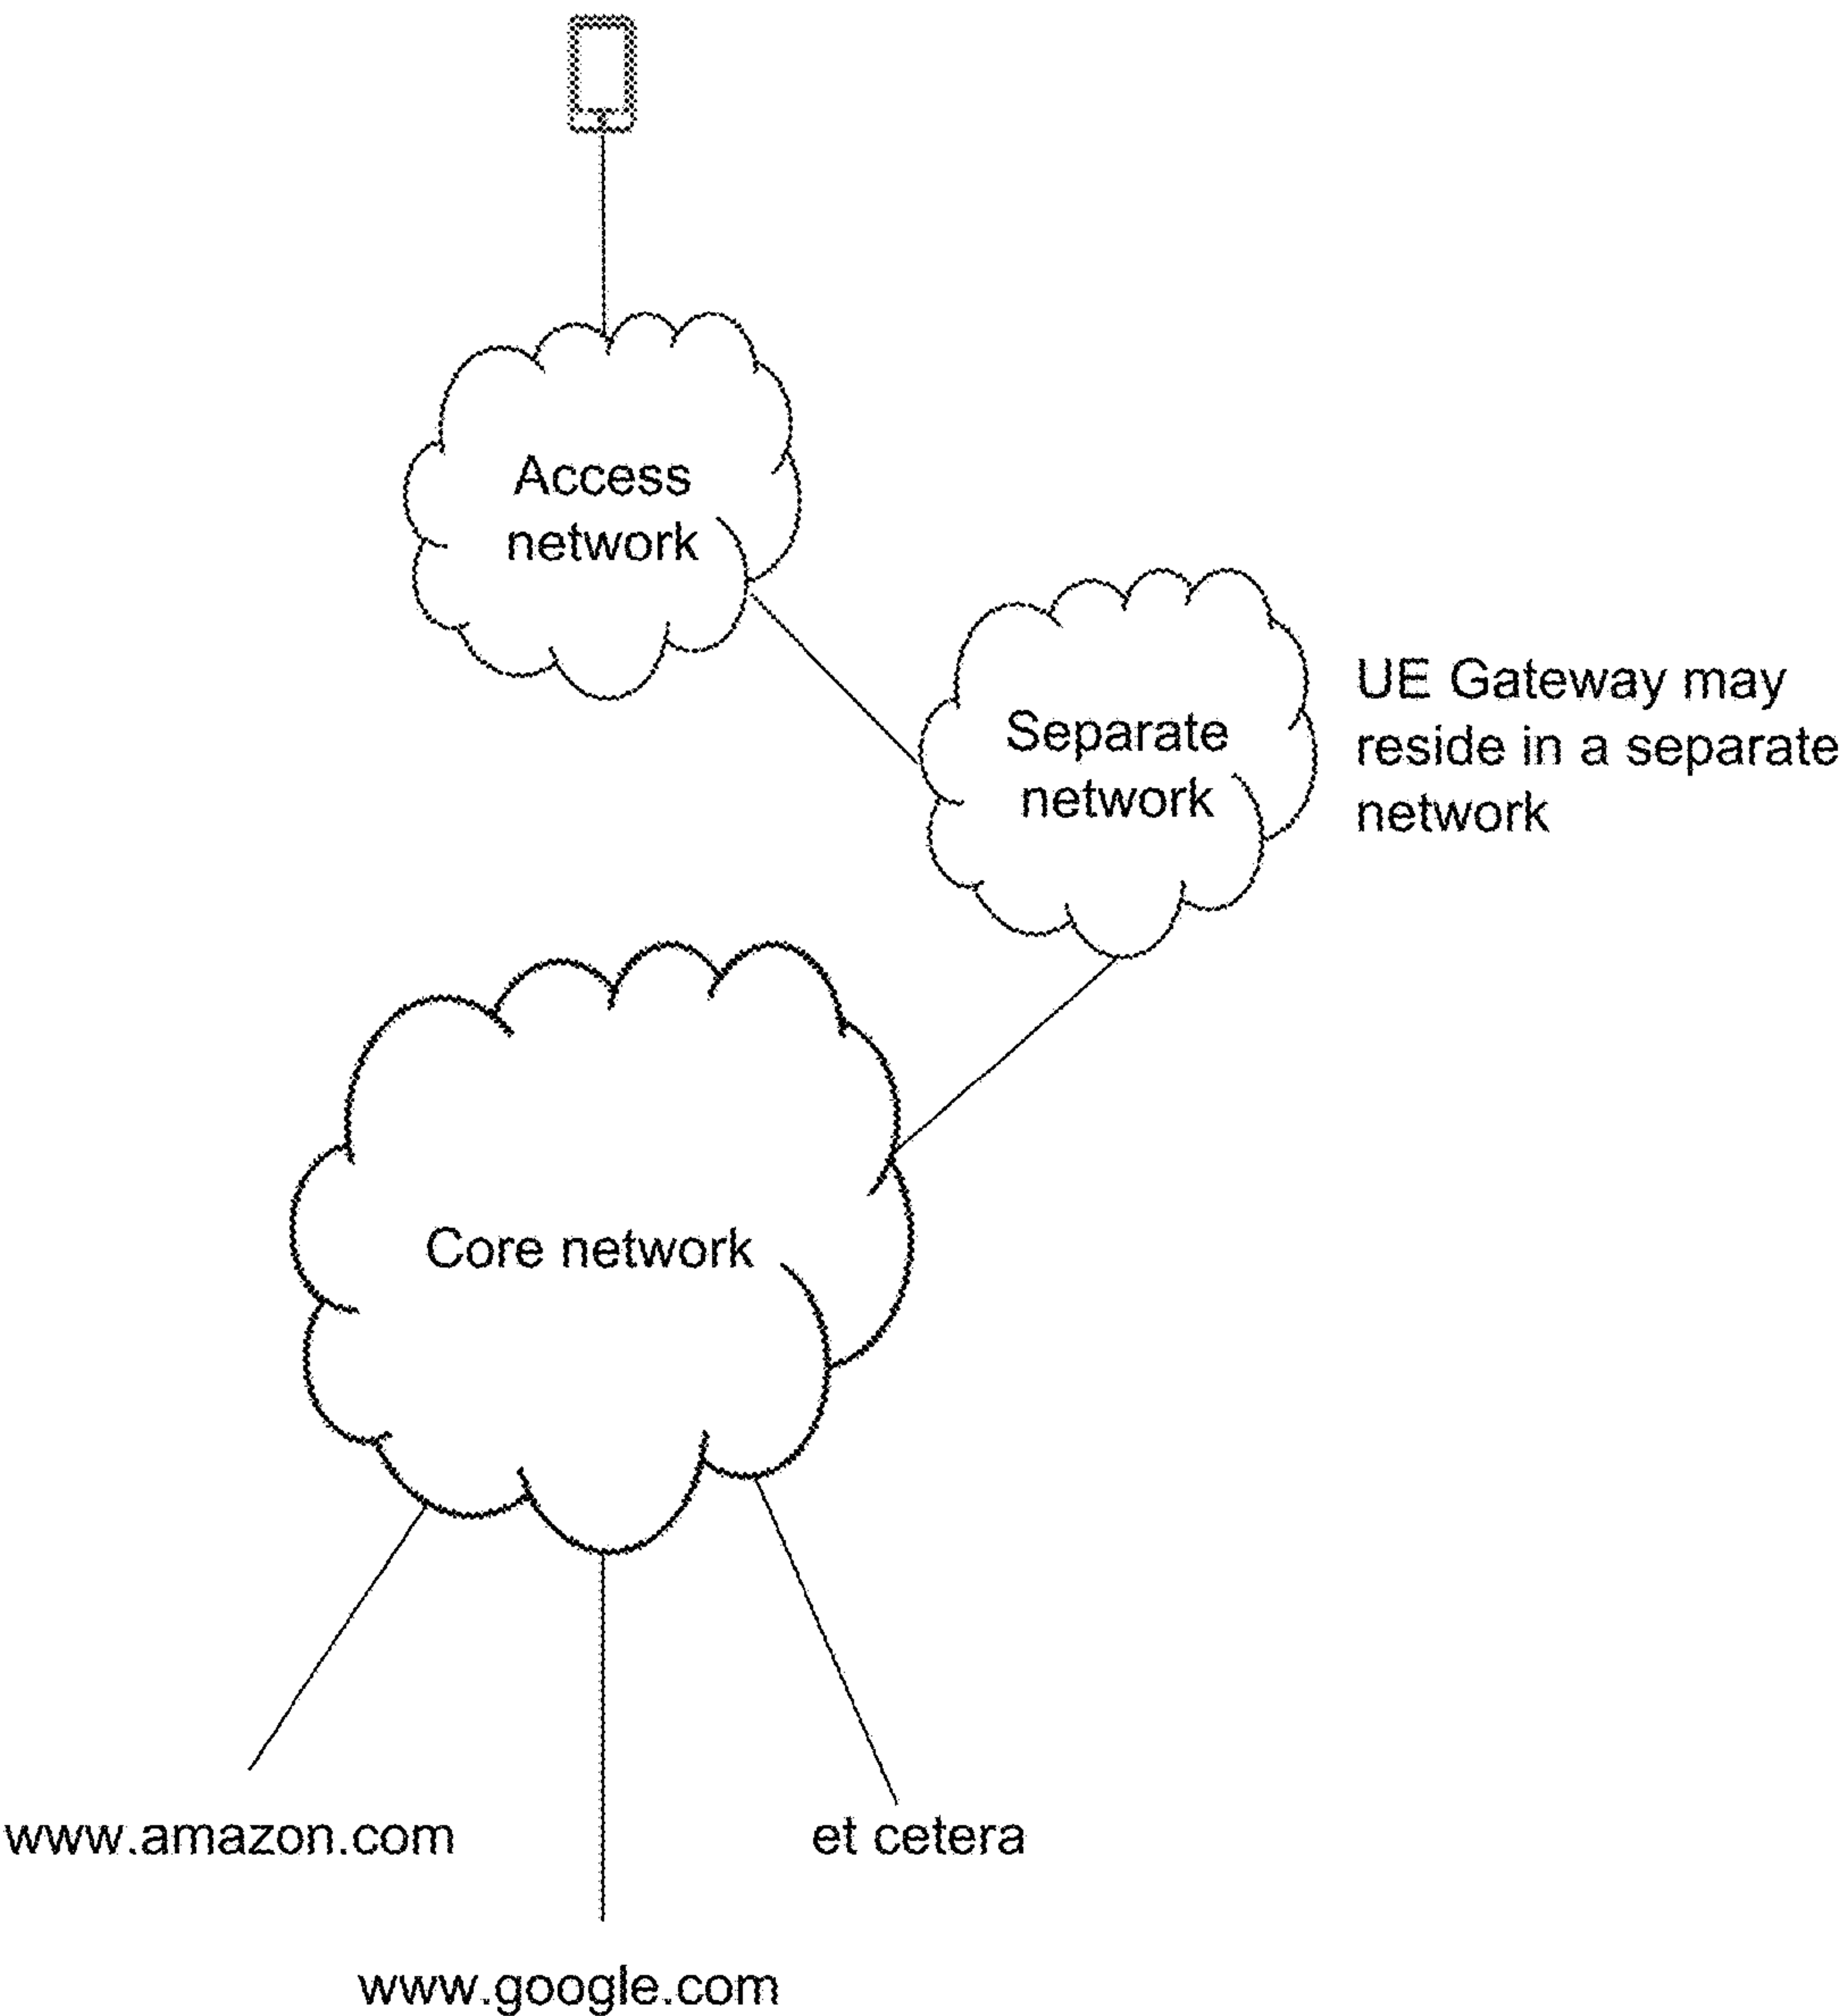 Access
network
Separate
network
UE Gateway may
reside in a separate
network
Core network
www.amazon.com
et cetera
www.google.com